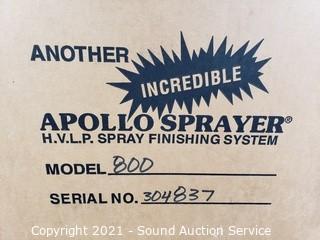 ANOTHER
INCREDIBLE
APOLLO SPRAYER®
H.V.L.P. SPRAY FINISHING SYSTEM
MODEL 800
SERIAL NO. 304837
Copyright 2021 - Sound Auction Service